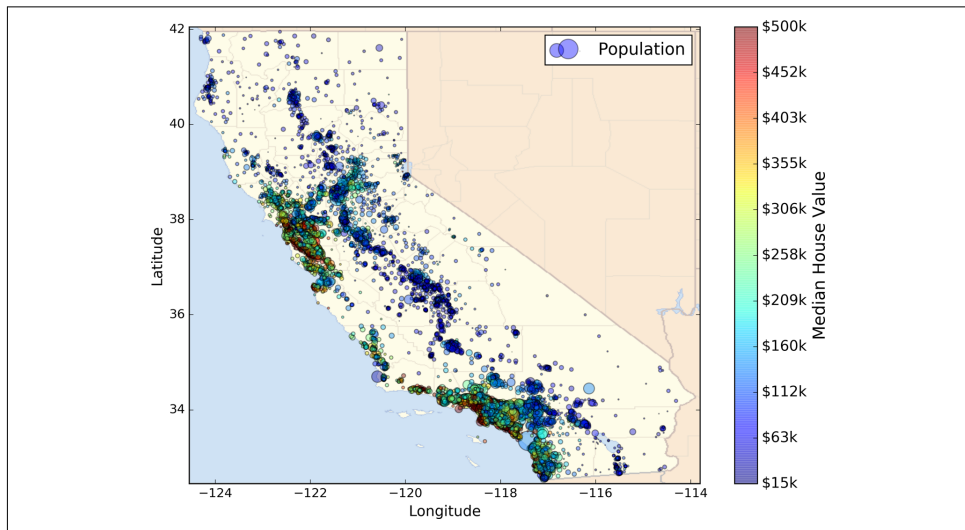 Population
42
40
38
36
34
Latitude
−124
−122
−120
−118
−116
−114
Longitude
$500k
$452k
$403k
$355k
$306k
$258k
$209k
$160k
$112k
$63k
$15k
Median House Value